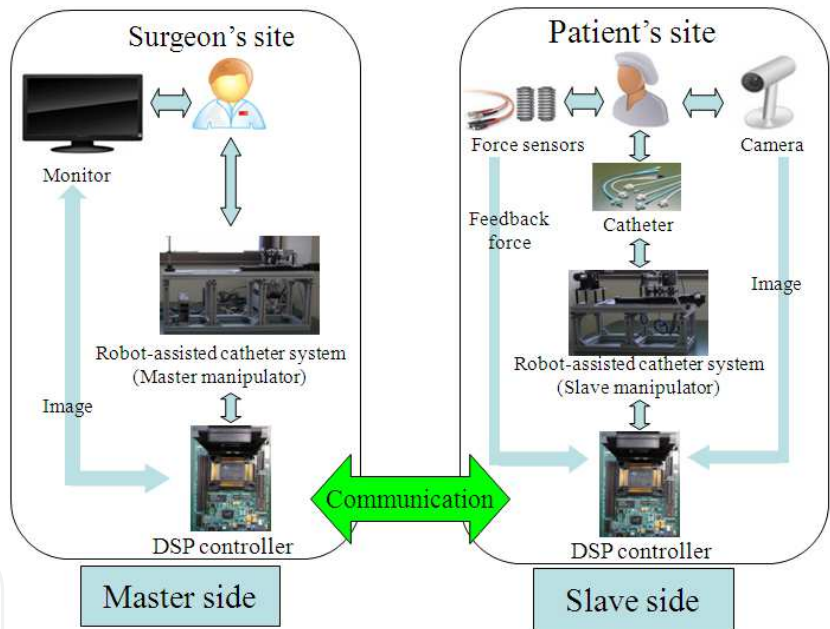 Surgeon's site
Monitor
Robot-assisted catheter system
(Master manipulator)
Image
DSP controller
Master side
Communication
Patient's site
Force sensors
Camera
Feedback
force
Catheter
Image
Robot-assisted catheter system
(Slave manipulator)
DSP controller
Slave side